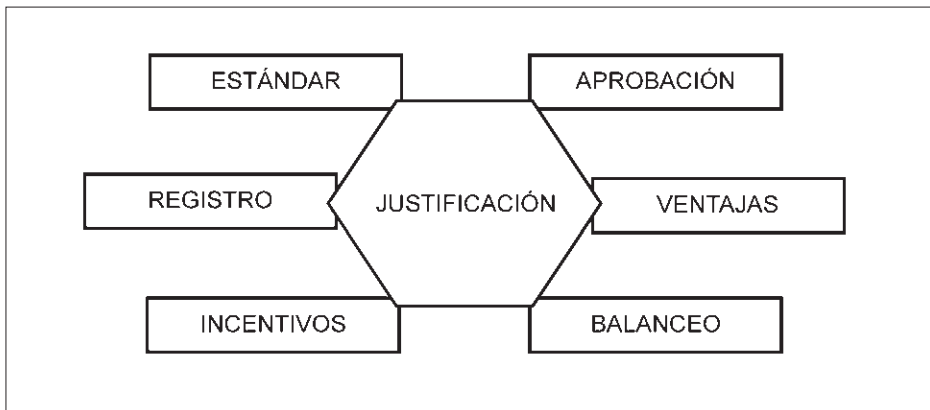 ESTÁNDAR
APROBACIÓN
REGISTRO
JUSTIFICACIÓN
VENTAJAS
INCENTIVOS
BALANCEO